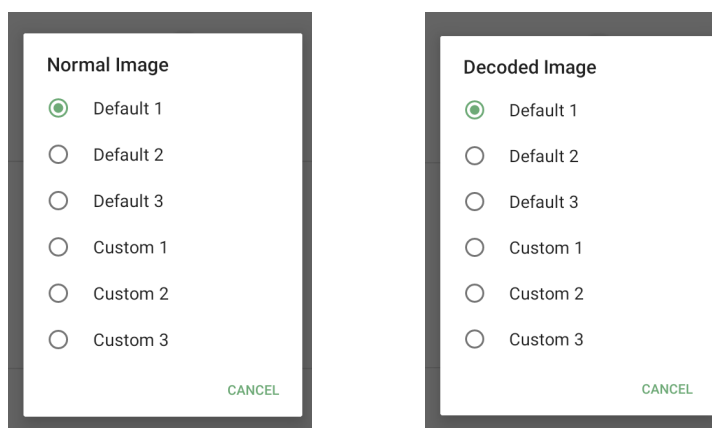 Normal Image
Default 1
Default 2
Default 3
Custom 1
Custom 2
Custom 3
CANCEL
Decoded Image
Default 1
Default 2
Default 3
Custom 1
Custom 2
Custom 3
CANCEL